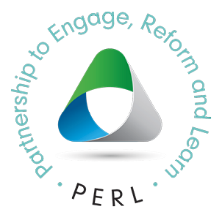 Partnership to Engage, Reform and Learn
PERL